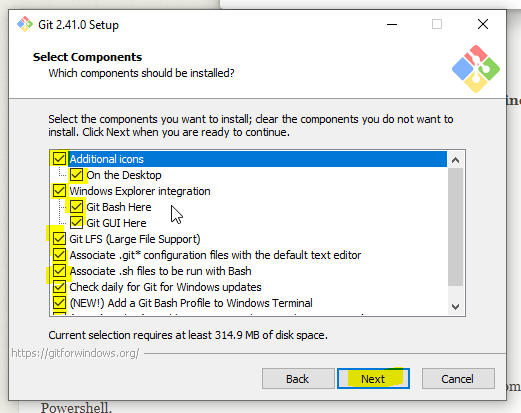 Git 2.41.0 Setup
Select Components
Which components should be installed?
Select the components you want to install; clear the components you do not want to
install. Click Next when you are ready to continue.
Additional icons
On the Desktop
Windows Explorer integration
Git Bash Here
Git GUI Here
Git LFS (Large File Support)
Associate .git* configuration files with the default text editor
Associate .sh files to be run with Bash
Check daily for Git for Windows updates
(NEW!) Add a Git Bash Profile to Windows Terminal
Current selection requires at least 314.9 MB of disk space.
https://gitforwindows.org/
Back
Next
Cancel
Powershell.